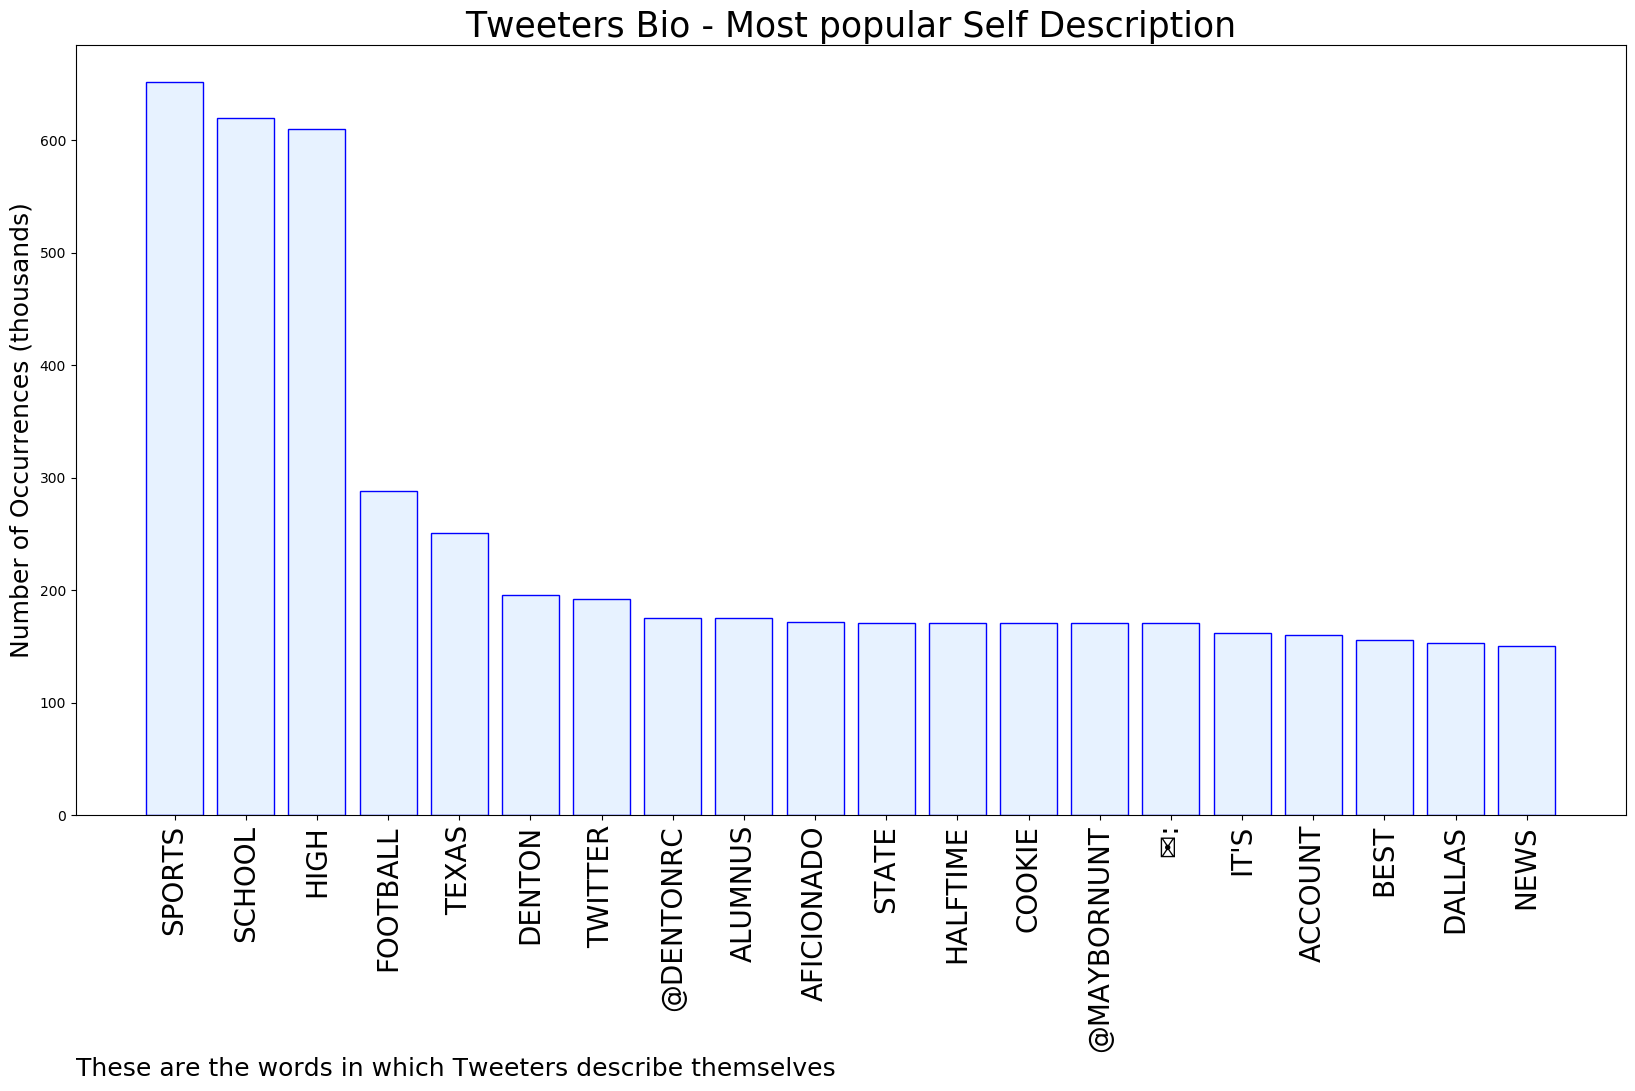 Tweeters Bio - Most popular Self Description
Number of Occurrences (thousands)
600
500
400
300
200
100
0
SPORTS
SCHOOL
HIGH
FOOTBALL
TEXAS
DENTON
TWITTER
@DENTONRC
ALUMNUS
AFICIONADO
STATE
HALFTIME
COOKIE
@MAYBORNUNT
:
IT'S
ACCOUNT
BEST
DALLAS
NEWS
These are the words in which Tweeters describe themselves